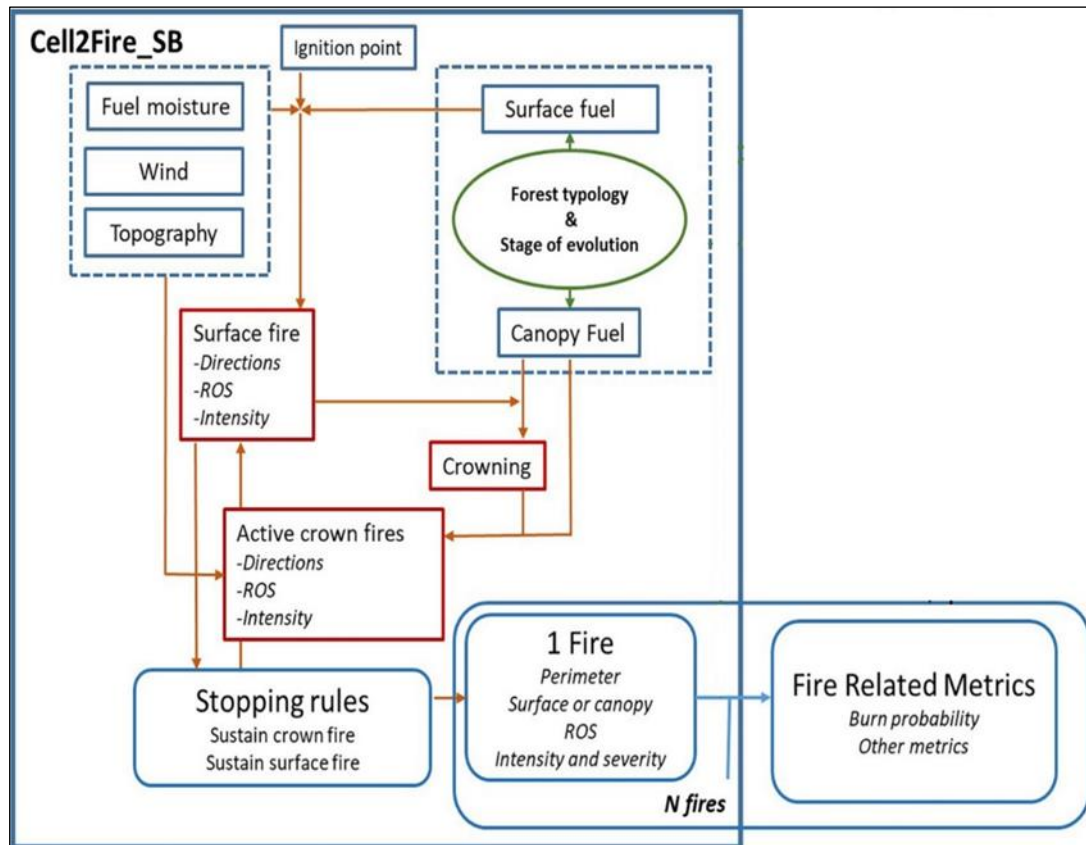 Cell2Fire_SB
Ignition point
Fuel moisture
Wind
Topography
Surface fuel
Forest typology
&
Stage of evolution
Canopy Fuel
Surface fire
-Directions
-ROS
-Intensity
Crowning
Active crown fires
-Directions
-ROS
-Intensity
Stopping rules
Sustain crown fire
Sustain surface fire
1 Fire
Perimeter
Surface or canopy
ROS
Intensity and severity
N fires
Fire Related Metrics
Burn probability
Other metrics